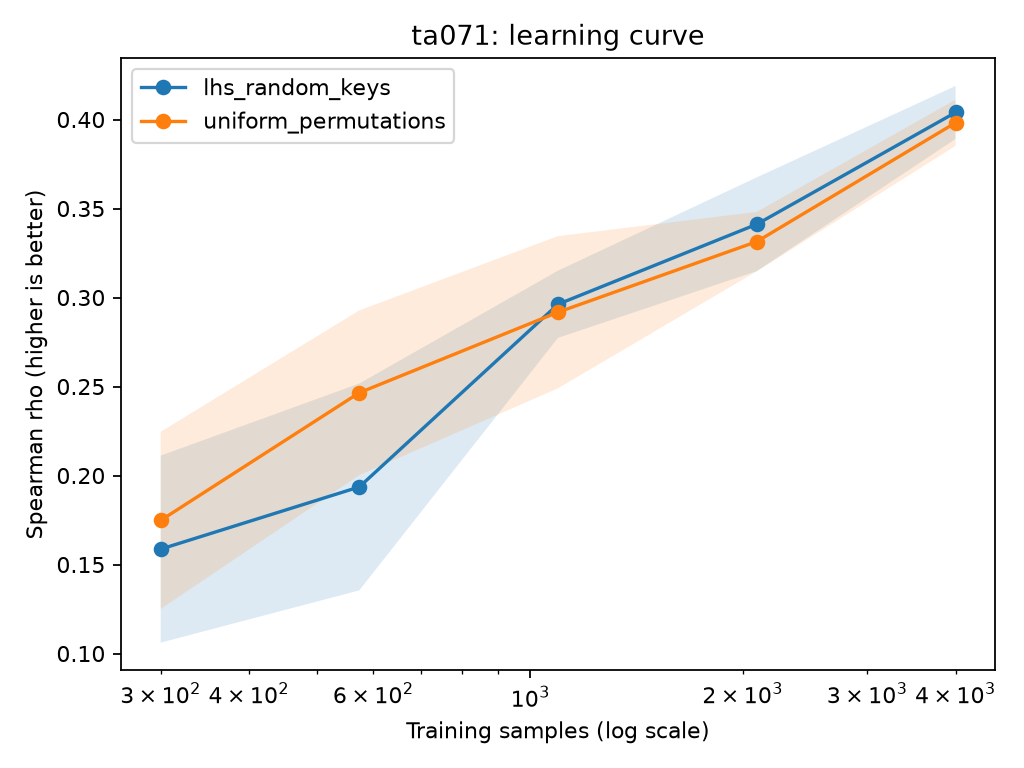 ta071: learning curve
lhs_random_keys
uniform_permutations
Spearman rho (higher is better)
0.40
0.35
0.30
0.25
0.20
0.15
0.10
3 × 10² 4 × 10² 6 × 10² 10³ 2 × 10³ 3 × 10³ 4 × 10³
Training samples (log scale)